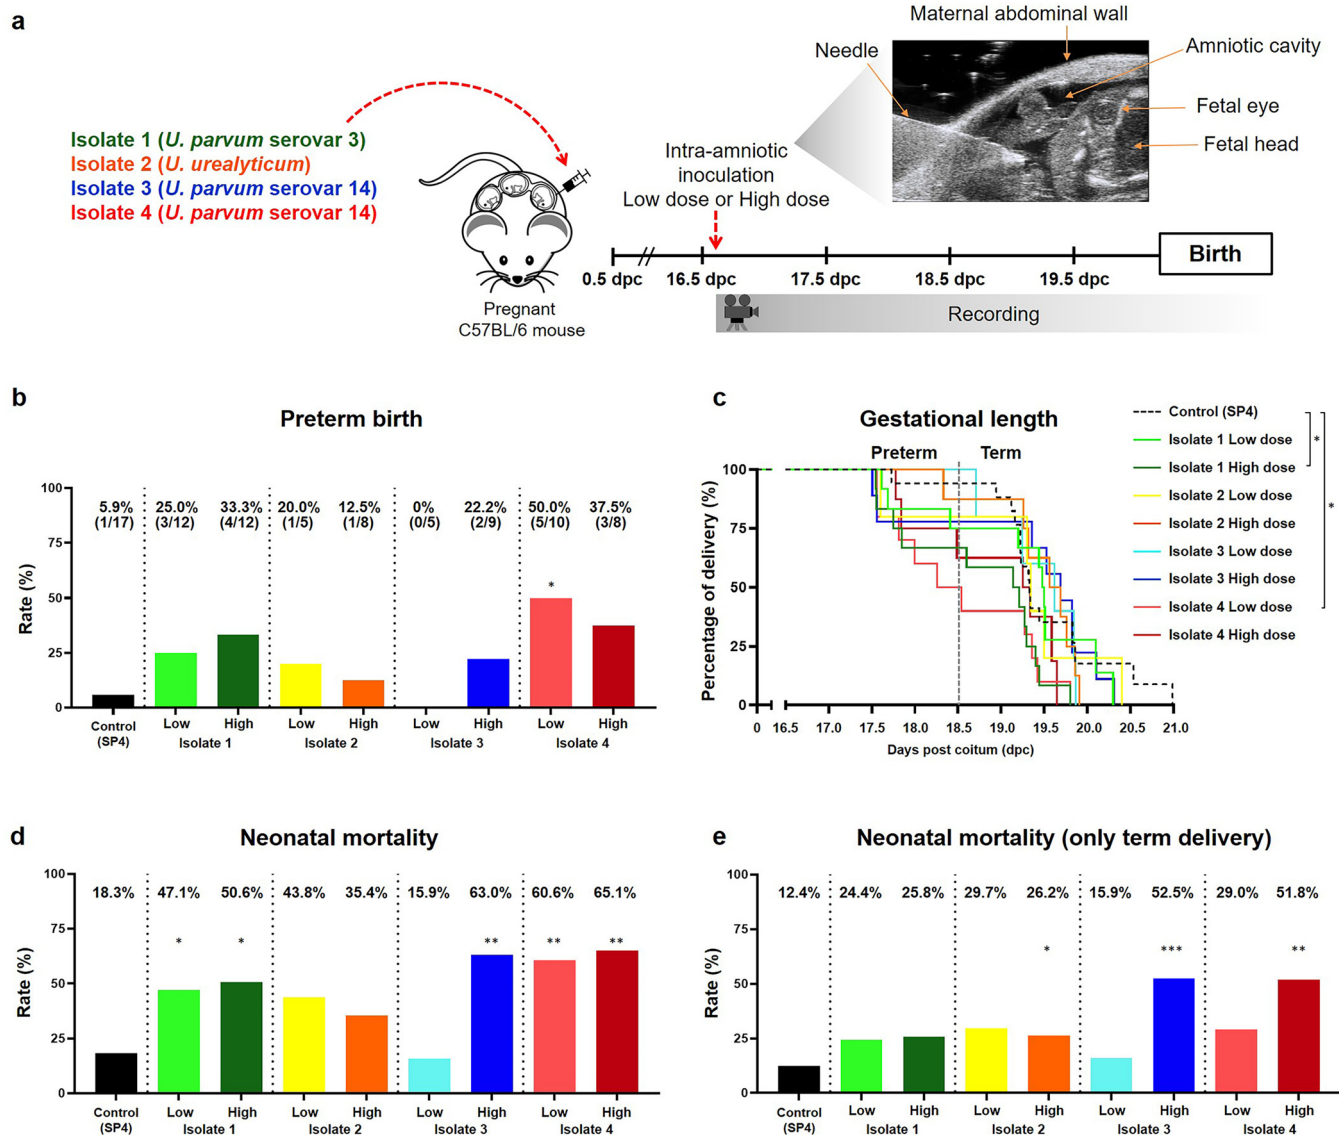 a
Maternal abdominal wall
Needle
Amniotic cavity
Fetal eye
Fetal head
Isolate 1 (U. parvum serovar 3)
Isolate 2 (U. urealyticum)
Isolate 3 (U. parvum serovar 14)
Isolate 4 (U. parvum serovar 14)
Intra-amniotic
inoculation
Low dose or High dose
Pregnant
C57BL/6 mouse
0.5 dpc 16.5 dpc 17.5 dpc 18.5 dpc 19.5 dpc
Birth
Recording
b
Preterm birth
Rate (%)
100
75
50
25
0
5.9% 25.0% 33.3% 20.0% 12.5% 0% 22.2% 50.0% 37.5%
(1/17) (3/12) (4/12) (1/5) (1/8) (0/5) (2/9) (5/10) (3/8)
*
Control Low High Low High Low High Low High
(SP4) Isolate 1 Isolate 2 Isolate 3 Isolate 4
c
Gestational length
Preterm Term
Percentage of delivery (%)
100
75
50
25
0
0 16.5 17.0 17.5 18.0 18.5 19.0 19.5 20.0 20.5 21.0
Days post coitum (dpc)
Control (SP4)
Isolate 1 Low dose
Isolate 1 High dose
Isolate 2 Low dose
Isolate 2 High dose
Isolate 3 Low dose
Isolate 3 High dose
Isolate 4 Low dose
Isolate 4 High dose
*
*
d
Neonatal mortality
Rate (%)
100
75
50
25
0
18.3% 47.1% 50.6% 43.8% 35.4% 15.9% 63.0% 60.6% 65.1%
* * ** ** **
Control Low High Low High Low High Low High
(SP4) Isolate 1 Isolate 2 Isolate 3 Isolate 4
e
Neonatal mortality (only term delivery)
Rate (%)
100
75
50
25
0
12.4% 24.4% 25.8% 29.7% 26.2% 15.9% 52.5% 29.0% 51.8%
* *** **
Control Low High Low High Low High Low High
(SP4) Isolate 1 Isolate 2 Isolate 3 Isolate 4